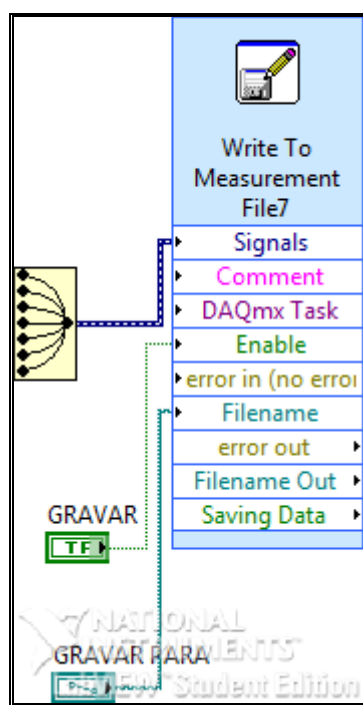 Write To
Measurement
File7
Signals
Comment
DAQmx Task
Enable
error in (no error
Filename
error out
Filename Out
Saving Data
GRAVAR
TF
NATIONAL
INSTRUMENTS
GRAVAR PARA
LabVIEW Student Edition